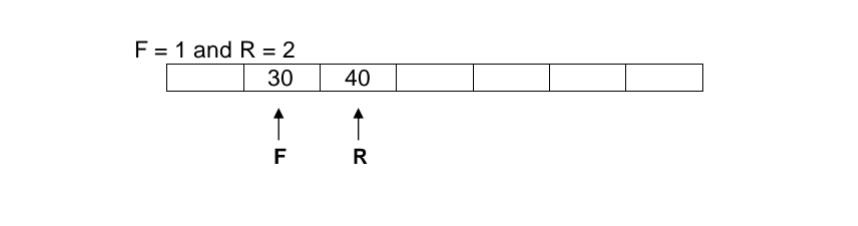 F = 1 and R = 2
30 40
F R